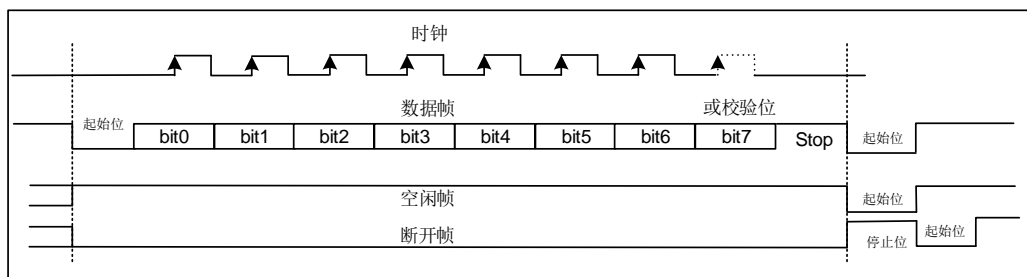 时钟
数据帧
或校验位
起始位 bit0 bit1 bit2 bit3 bit4 bit5 bit6 bit7 Stop 起始位
空闲帧
起始位
断开帧
停止位 起始位